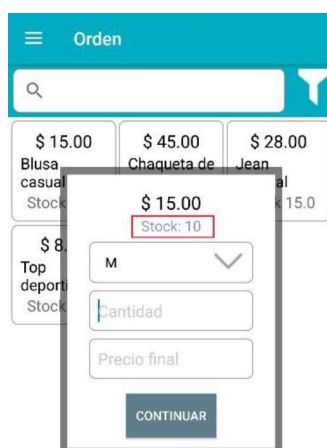 Orden
$ 15.00
$ 45.00
$ 28.00
Blusa
Chaqueta de
Jean
casual
al
Stock
k 15.0
$ 8.
Top
deporti
Stock
$ 15.00
Stock: 10
M
Cantidad
Precio final
CONTINUAR